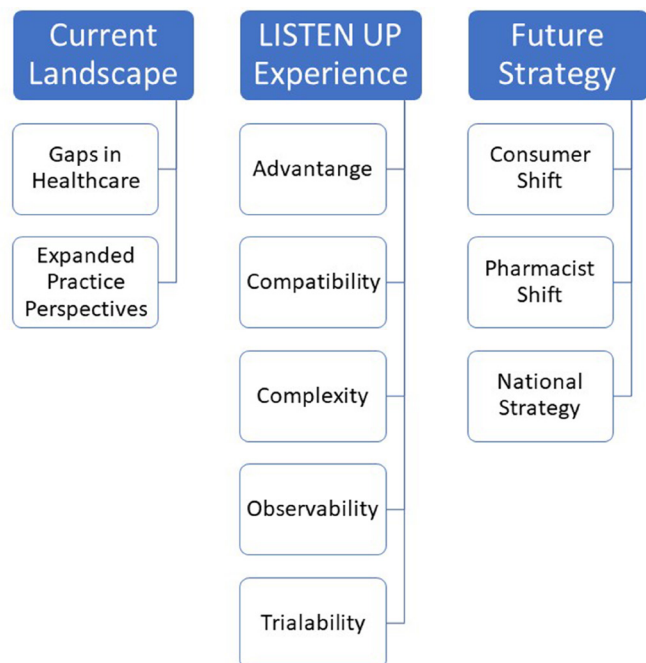 Current
Landscape
Gaps in
Healthcare
Expanded
Practice
Perspectives
LISTEN UP
Experience
Advantange
Compatibility
Complexity
Observability
Trialability
Future
Strategy
Consumer
Shift
Pharmacist
Shift
National
Strategy